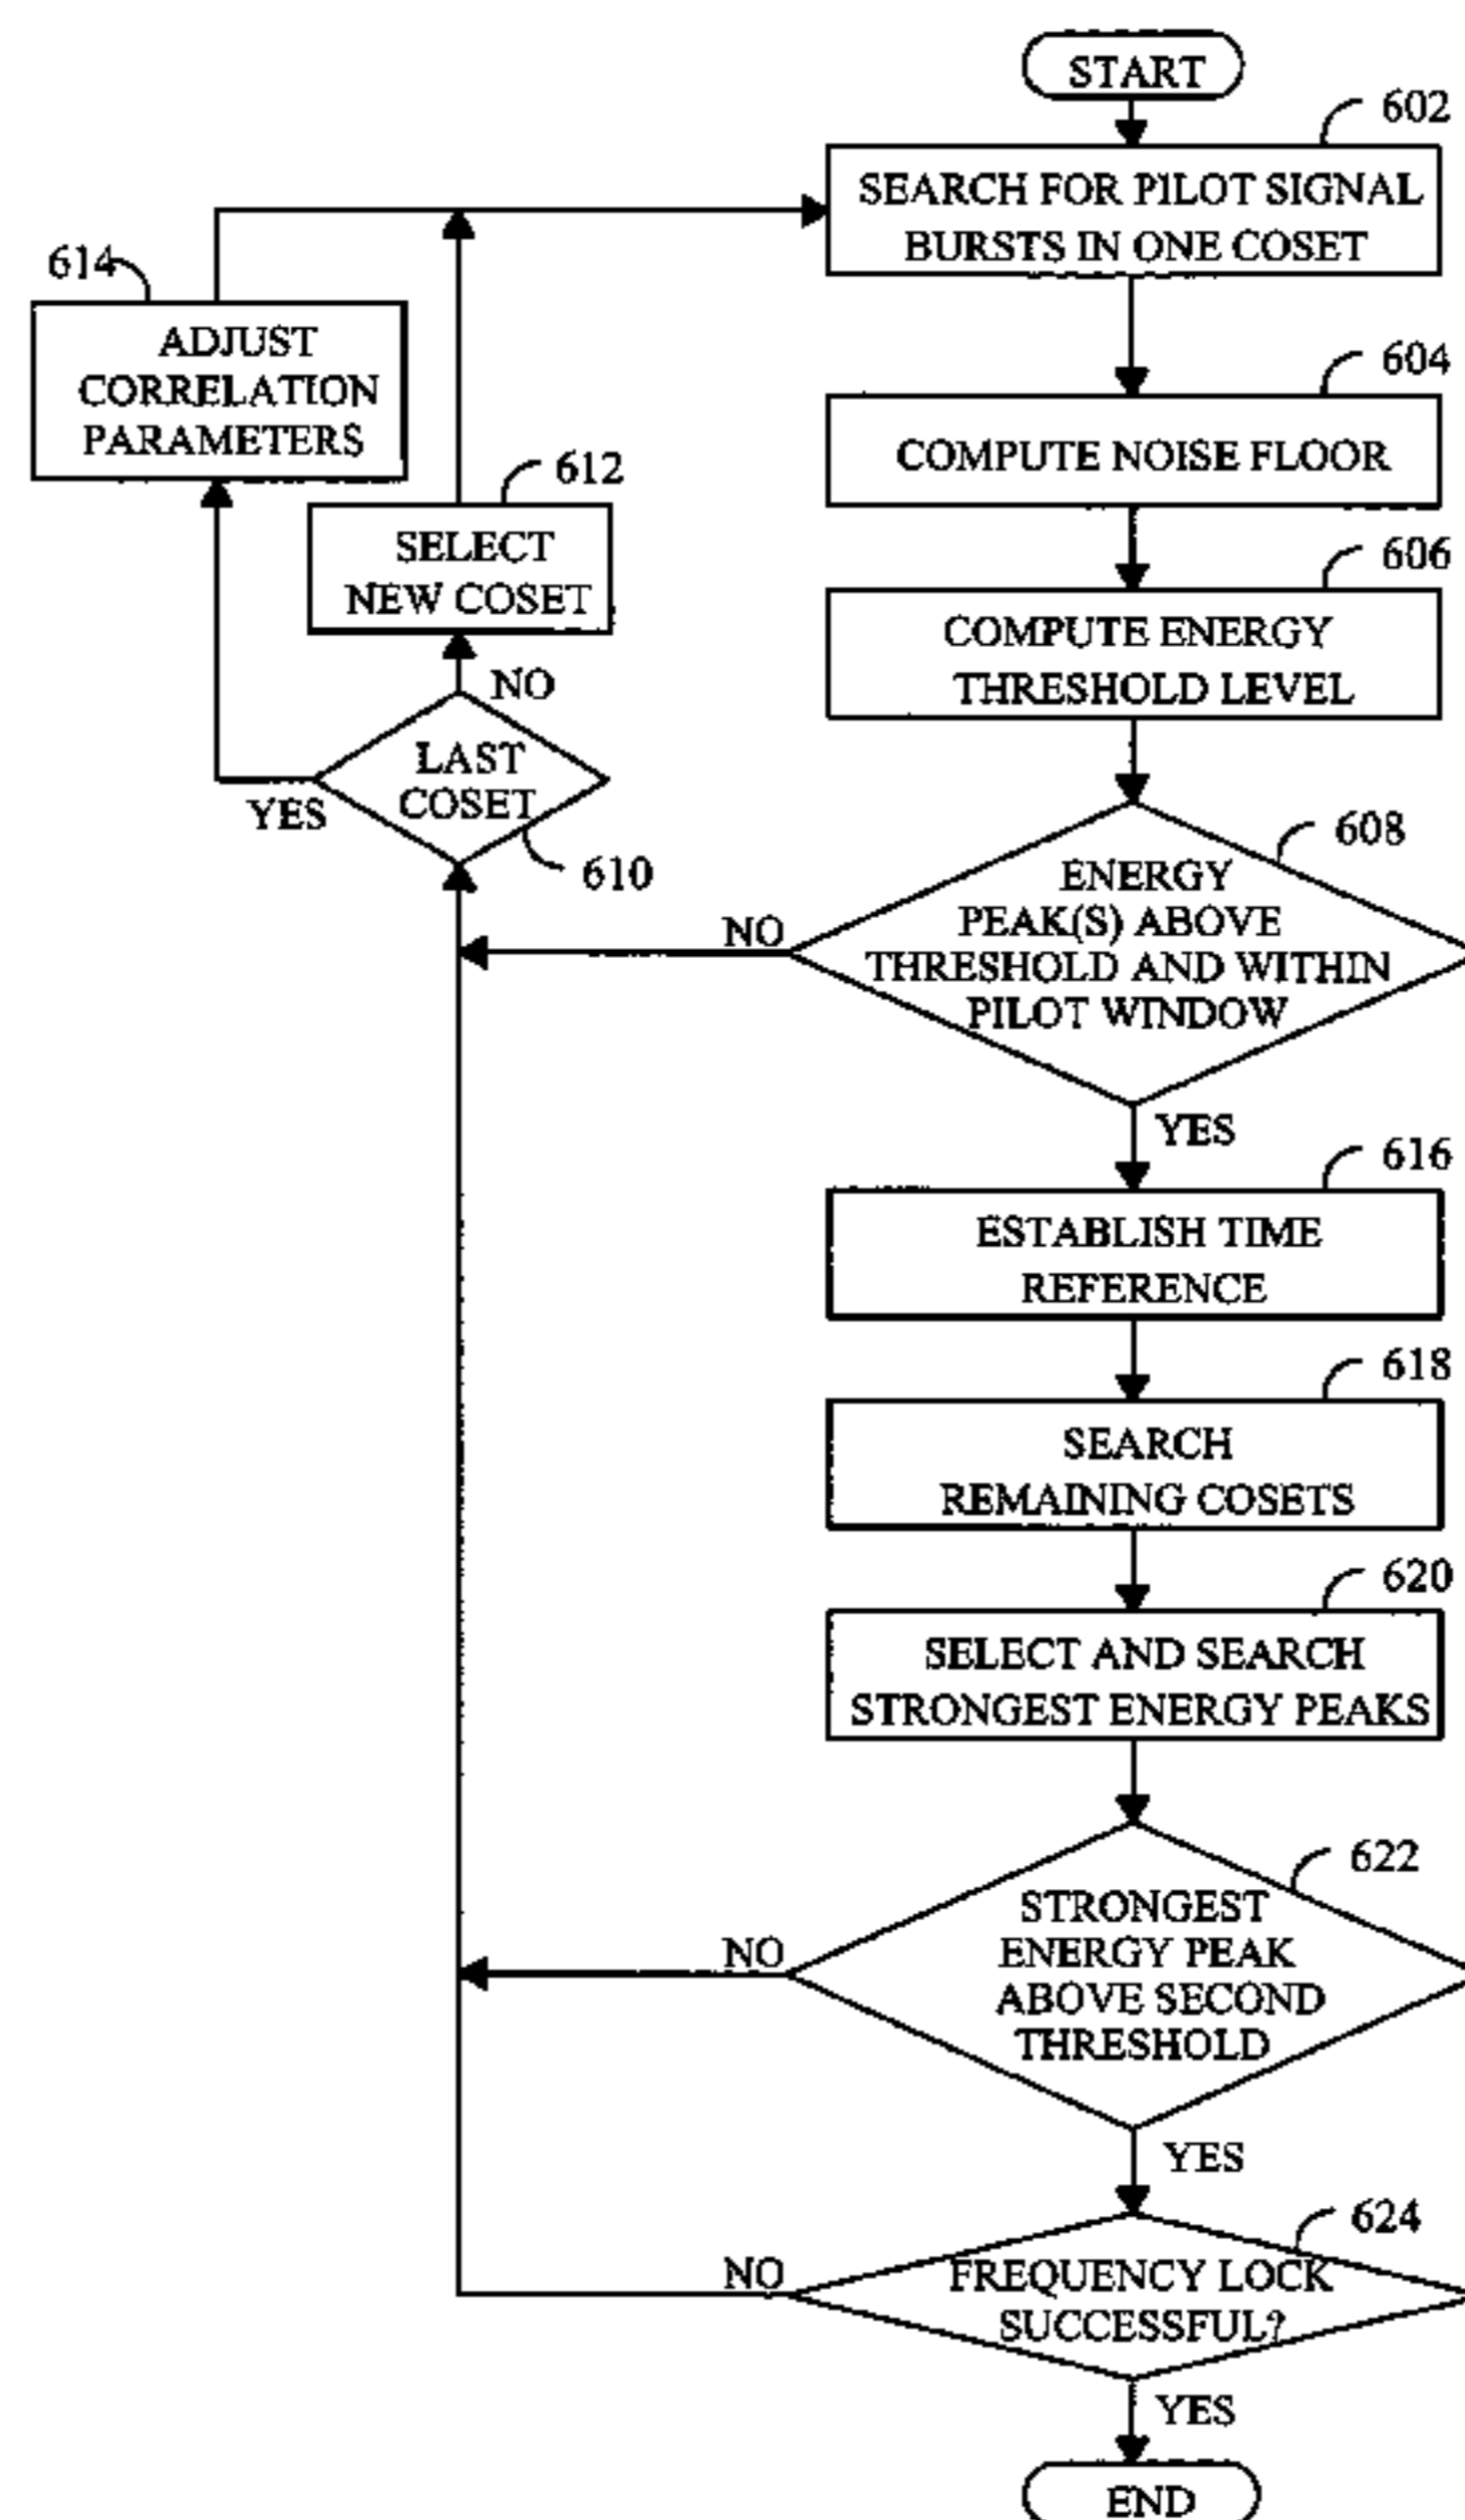 START
602
SEARCH FOR PILOT SIGNAL
BURSTS IN ONE COSET
614
ADJUST
CORRELATION
PARAMETERS
604
COMPUTE NOISE FLOOR
612
SELECT
NEW COSET
606
COMPUTE ENERGY
THRESHOLD LEVEL
NO
LAST
COSET
YES
610
608
ENERGY
PEAK(S) ABOVE
THRESHOLD AND WITHIN
PILOT WINDOW
NO
YES
616
ESTABLISH TIME
REFERENCE
618
SEARCH
REMAINING COSETS
620
SELECT AND SEARCH
STRONGEST ENERGY PEAKS
622
STRONGEST
ENERGY PEAK
ABOVE SECOND
THRESHOLD
NO
YES
624
FREQUENCY LOCK
SUCCESSFUL?
NO
YES
END